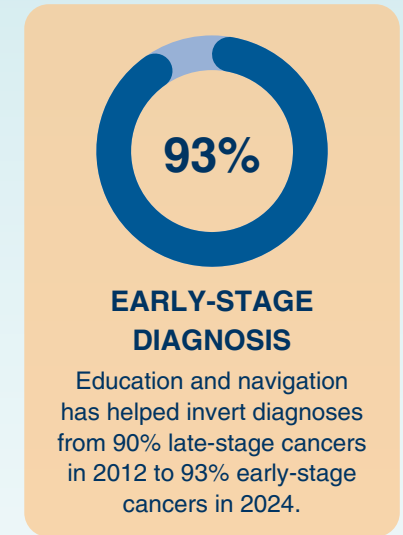 93%
EARLY-STAGE
DIAGNOSIS
Education and navigation
has helped invert diagnoses
from 90% late-stage cancers
in 2012 to 93% early-stage
cancers in 2024.